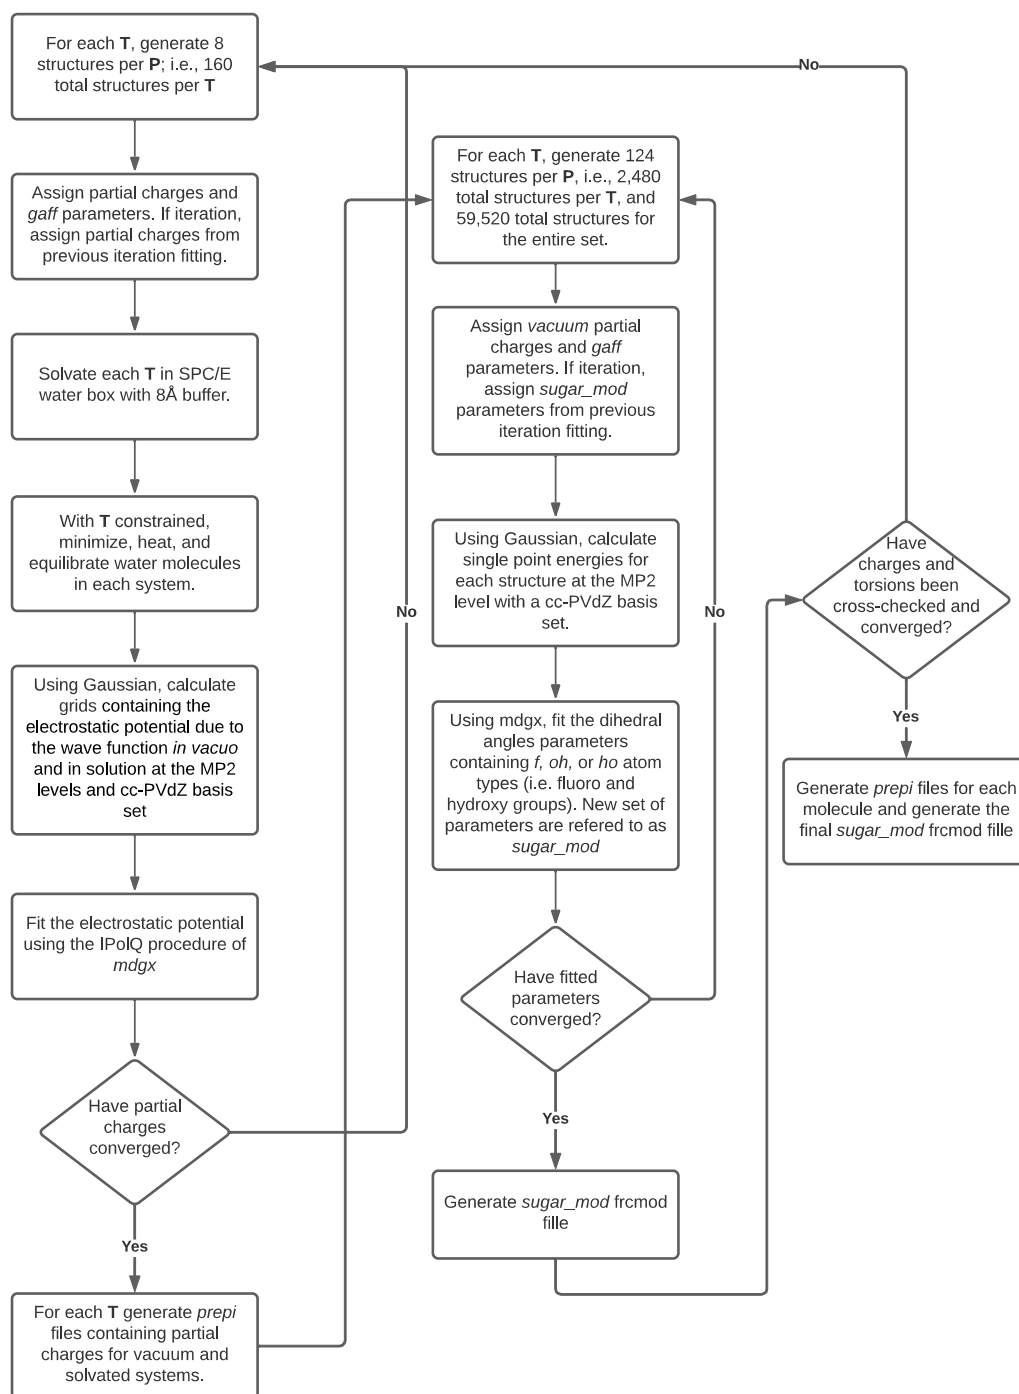 For each T, generate 8
structures per P; i.e., 160
total structures per T
Assign partial charges and
gaff parameters. If iteration,
assign partial charges from
previous iteration fitting.
Solvate each T in SPC/E
water box with 8Å buffer.
With T constrained,
minimize, heat, and
equilibrate water molecules
in each system.
Using Gaussian, calculate
grids containing the
electrostatic potential due to
the wave function in vacuo
and in solution at the MP2
levels and cc-PVdZ basis
set
Fit the electrostatic potential
using the IPolQ procedure of
mdgx
Have partial
charges
converged?
No
Yes
For each T generate prepi
files containing partial
charges for vacuum and
solvated systems.
For each T, generate 124
structures per P, i.e., 2,480
total structures per T, and
59,520 total structures for
the entire set.
Assign vacuum partial
charges and gaff
parameters. If iteration,
assign sugar_mod
parameters from previous
iteration fitting.
Using Gaussian, calculate
single point energies for
each structure at the MP2
level with a cc-PVdZ basis
set.
Using mdgx, fit the dihedral
angles parameters
containing f, oh, or ho atom
types (i.e. fluoro and
hydroxy groups). New set of
parameters are refered to as
sugar_mod
Have fitted
parameters
converged?
No
Yes
Generate sugar_mod frcmod
fille
Have
charges and
torsions been
cross-checked and
converged?
No
Yes
Generate prepi files for each
molecule and generate the
final sugar_mod frcmod fille